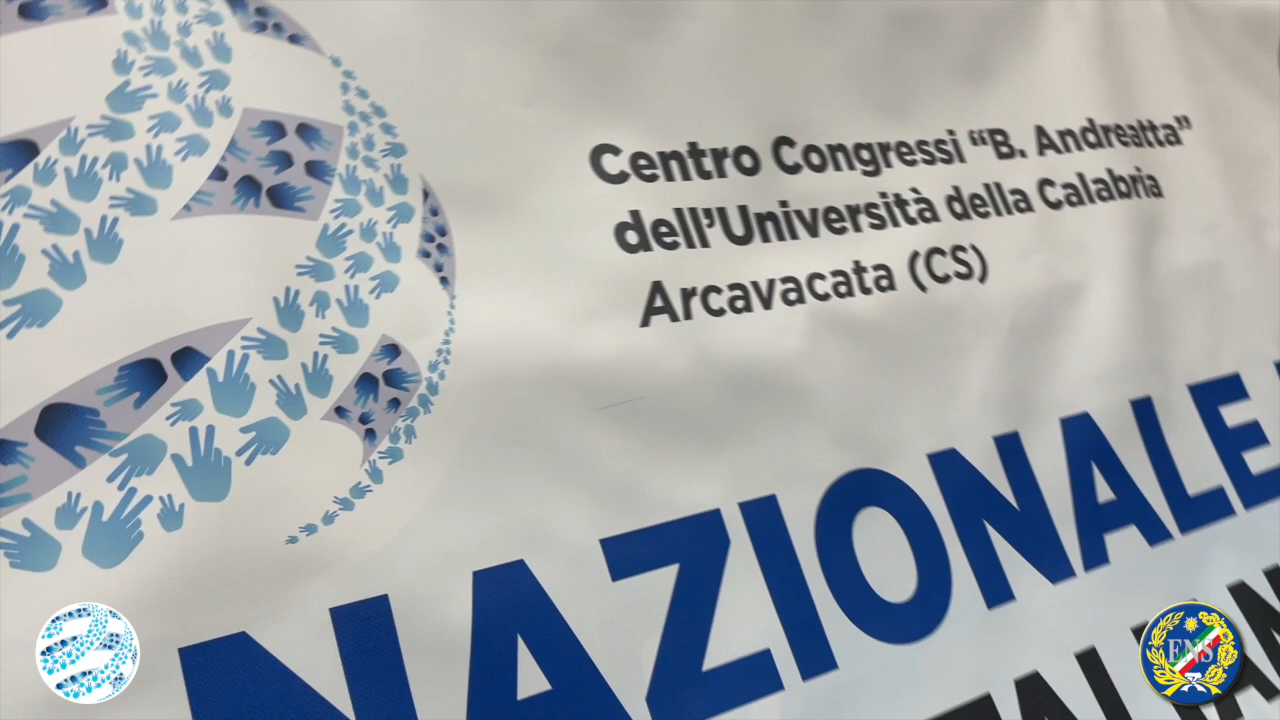 Centro Congressi “B. Andreatta”
dell’Università della Calabria
Arcavacata (CS)
NAZIONALE
ENS